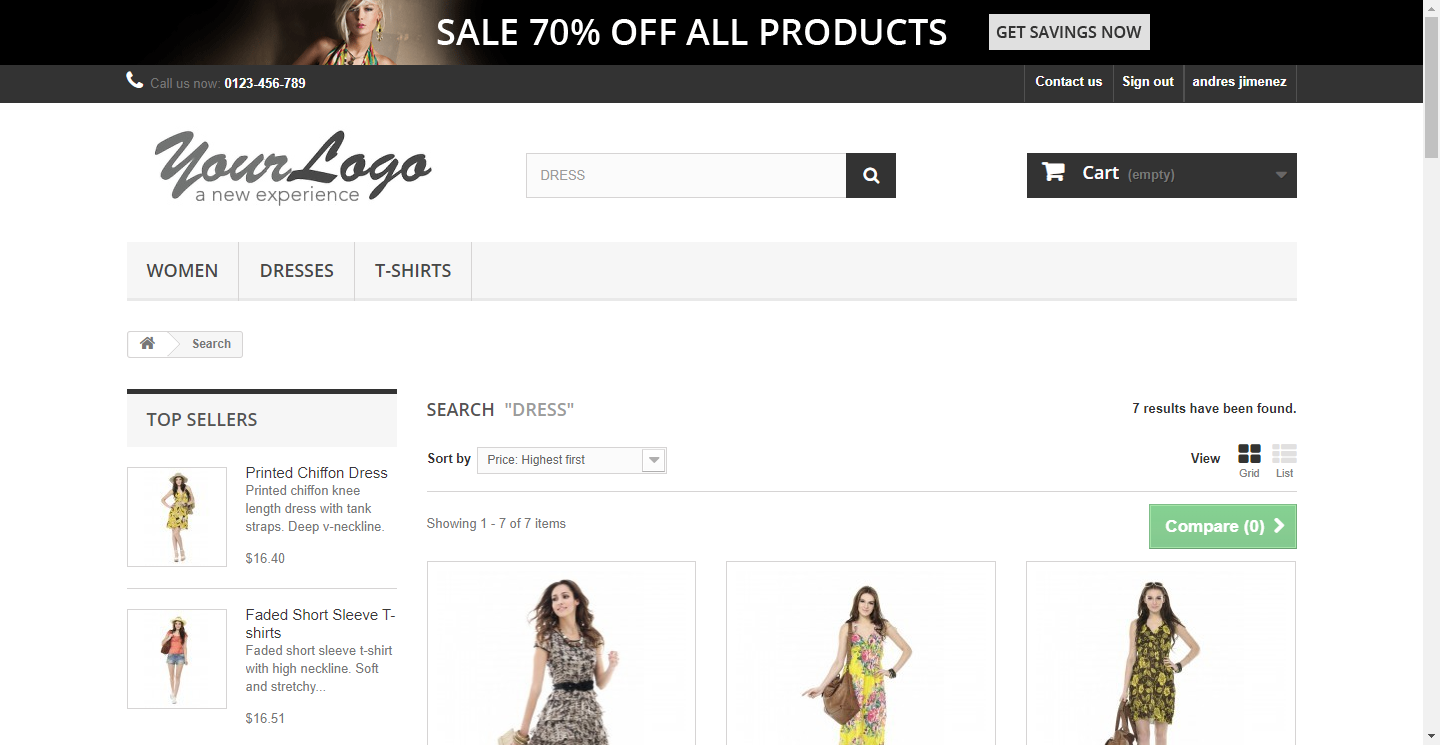 SALE 70% OFF ALL PRODUCTS
GET SAVINGS NOW
Call us now: 0123-456-789
Contact us
Sign out
andres jimenez
YourLogo
a new experience
DRESS
Cart (empty)
WOMEN
DRESSES
T-SHIRTS
Search
TOP SELLERS
Printed Chiffon Dress
Printed chiffon knee
length dress with tank
straps. Deep v-neckline.
$16.40
Faded Short Sleeve T-
shirts
Faded short sleeve t-shirt
with high neckline. Soft
and stretchy...
$16.51
SEARCH "DRESS"
7 results have been found.
Sort by
Price: Highest first
View
Grid
List
Showing 1 - 7 of 7 items
Compare (0)